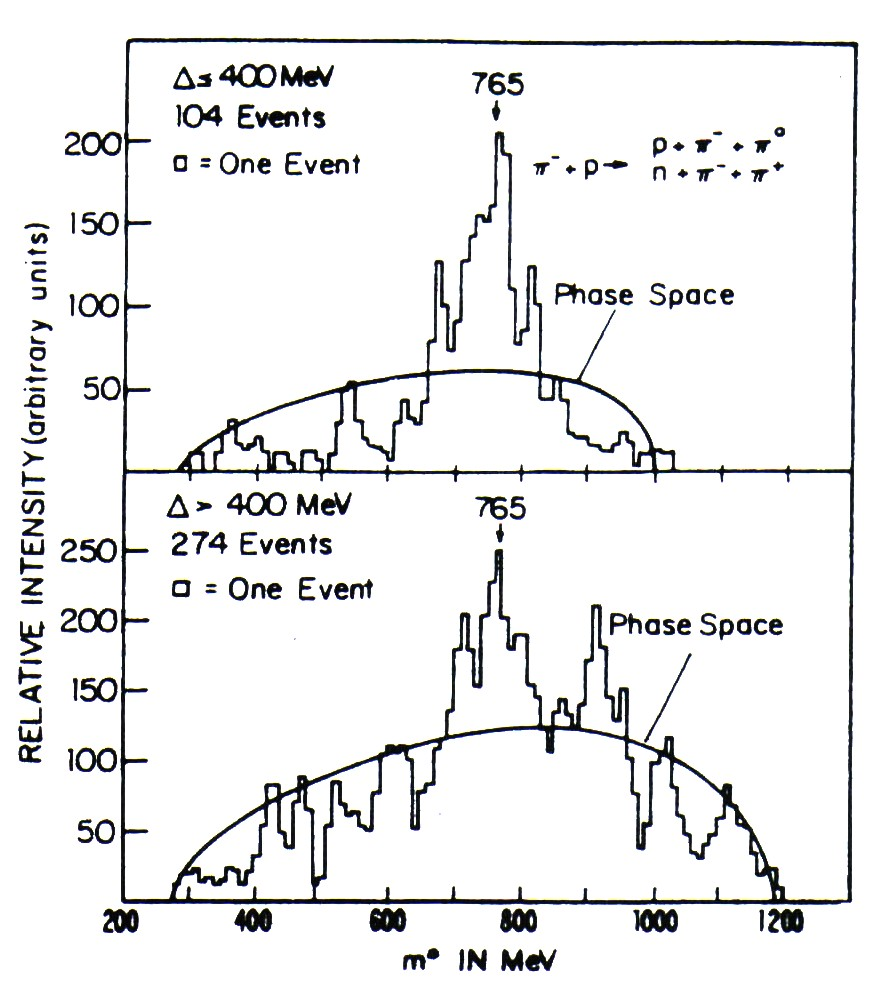 Δ≤ 400 MeV
104 Events
□ = One Event
765
π⁻ + p → p + π⁻ + π⁰
n + π⁻ + π⁺
Phase Space
200
150
100
50
Δ > 400 MeV
274 Events
□ = One Event
765
Phase Space
250
200
150
100
50
RELATIVE INTENSITY (arbitrary units)
200 400 600 800 1000 1200
m* IN MeV